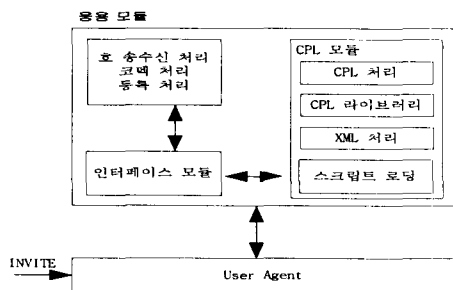 응용 모듈
호 송수신 처리
코덱 처리
등록 처리
인터페이스 모듈
CPL 모듈
CPL 처리
CPL 라이브러리
XML 처리
스크립트 로딩
INVITE
User Agent